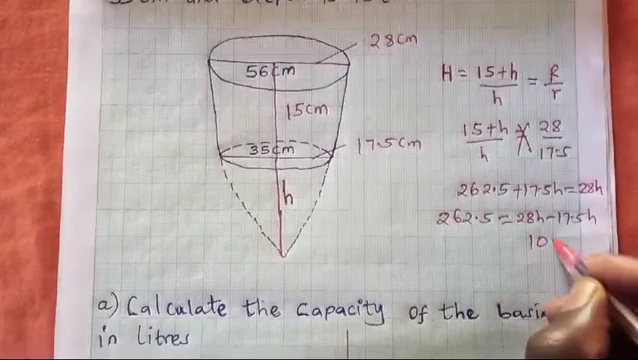 28cm
56cm
15cm
35cm
17.5cm
h
H = 15+h/h = R/r
15+h/h 28/17.5
262.5+17.5h=28h
262.5=28h-17.5h
10
a) Calculate the capacity of the basin
in litres